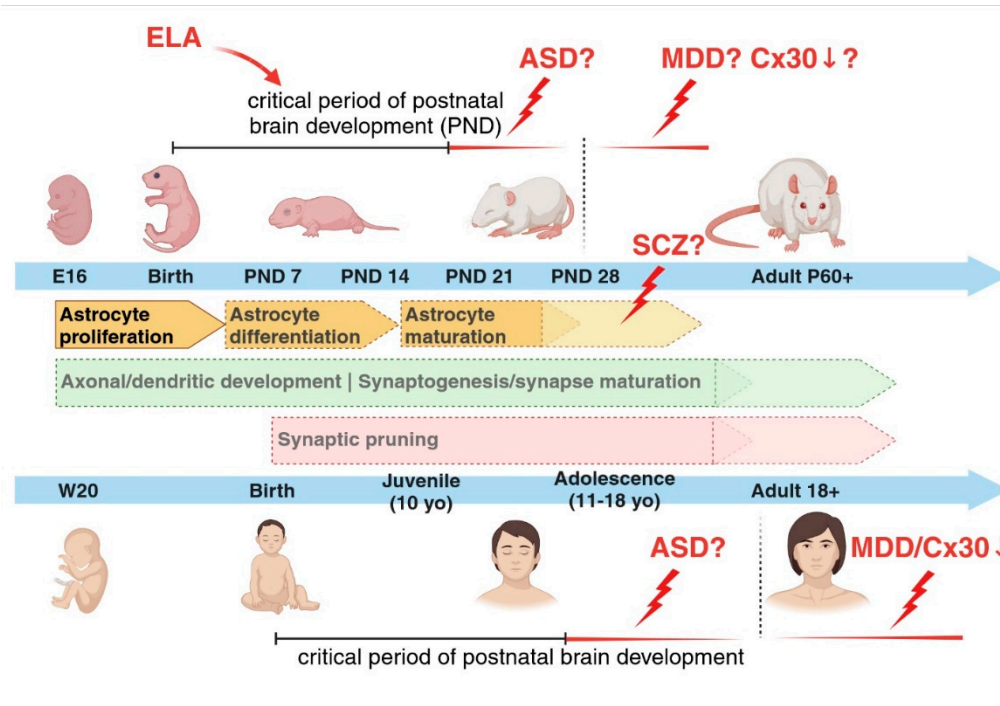 ELA
ASD?
MDD? Cx30↓?
critical period of postnatal
brain development (PND)
SCZ?
E16
Birth
PND 7
PND 14
PND 21
PND 28
Adult P60+
Astrocyte
proliferation
Astrocyte
differentiation
Astrocyte
maturation
Axonal/dendritic development | Synaptogenesis/synapse maturation
Synaptic pruning
W20
Birth
Juvenile
(10 yo)
Adolescence
(11-18 yo)
Adult 18+
ASD?
MDD/Cx30↓
critical period of postnatal brain development